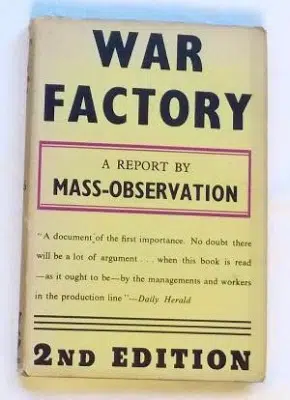 WAR
FACTORY
A REPORT BY
MASS-OBSERVATION
"A document of the first importance. No doubt there
will be a lot of argument . . . when this book is read
—as it ought to be—by the managements and workers
in the production line"—Daily Herald
2ND EDITION